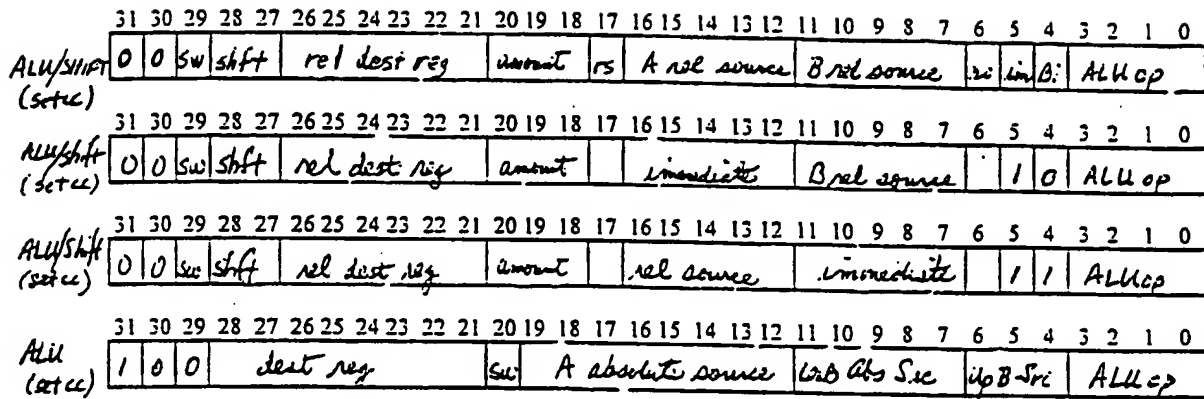 31 30 29 28 27 26 25 24 23 22 21 20 19 18 17 16 15 14 13 12 11 10 9 8 7 6 5 4 3 2 1 0
ALU/SHIFT 0 0 sw shft rel dest reg amount rs A rel source B rel source im Bi ALU op
(setcc)
31 30 29 28 27 26 25 24 23 22 21 20 19 18 17 16 15 14 13 12 11 10 9 8 7 6 5 4 3 2 1 0
ALU/shft 0 0 sw shft rel dest reg amount immediate B rel source 1 0 ALU op
(setcc)
31 30 29 28 27 26 25 24 23 22 21 20 19 18 17 16 15 14 13 12 11 10 9 8 7 6 5 4 3 2 1 0
ALU/Shift 0 0 sw shft rel dest reg amount rel source immediate 1 1 ALU op
(setcc)
31 30 29 28 27 26 25 24 23 22 21 20 19 18 17 16 15 14 13 12 11 10 9 8 7 6 5 4 3 2 1 0
ALU 1 0 0 dest reg sw A absolute source B Abs Src B-Src ALU op
(setcc)